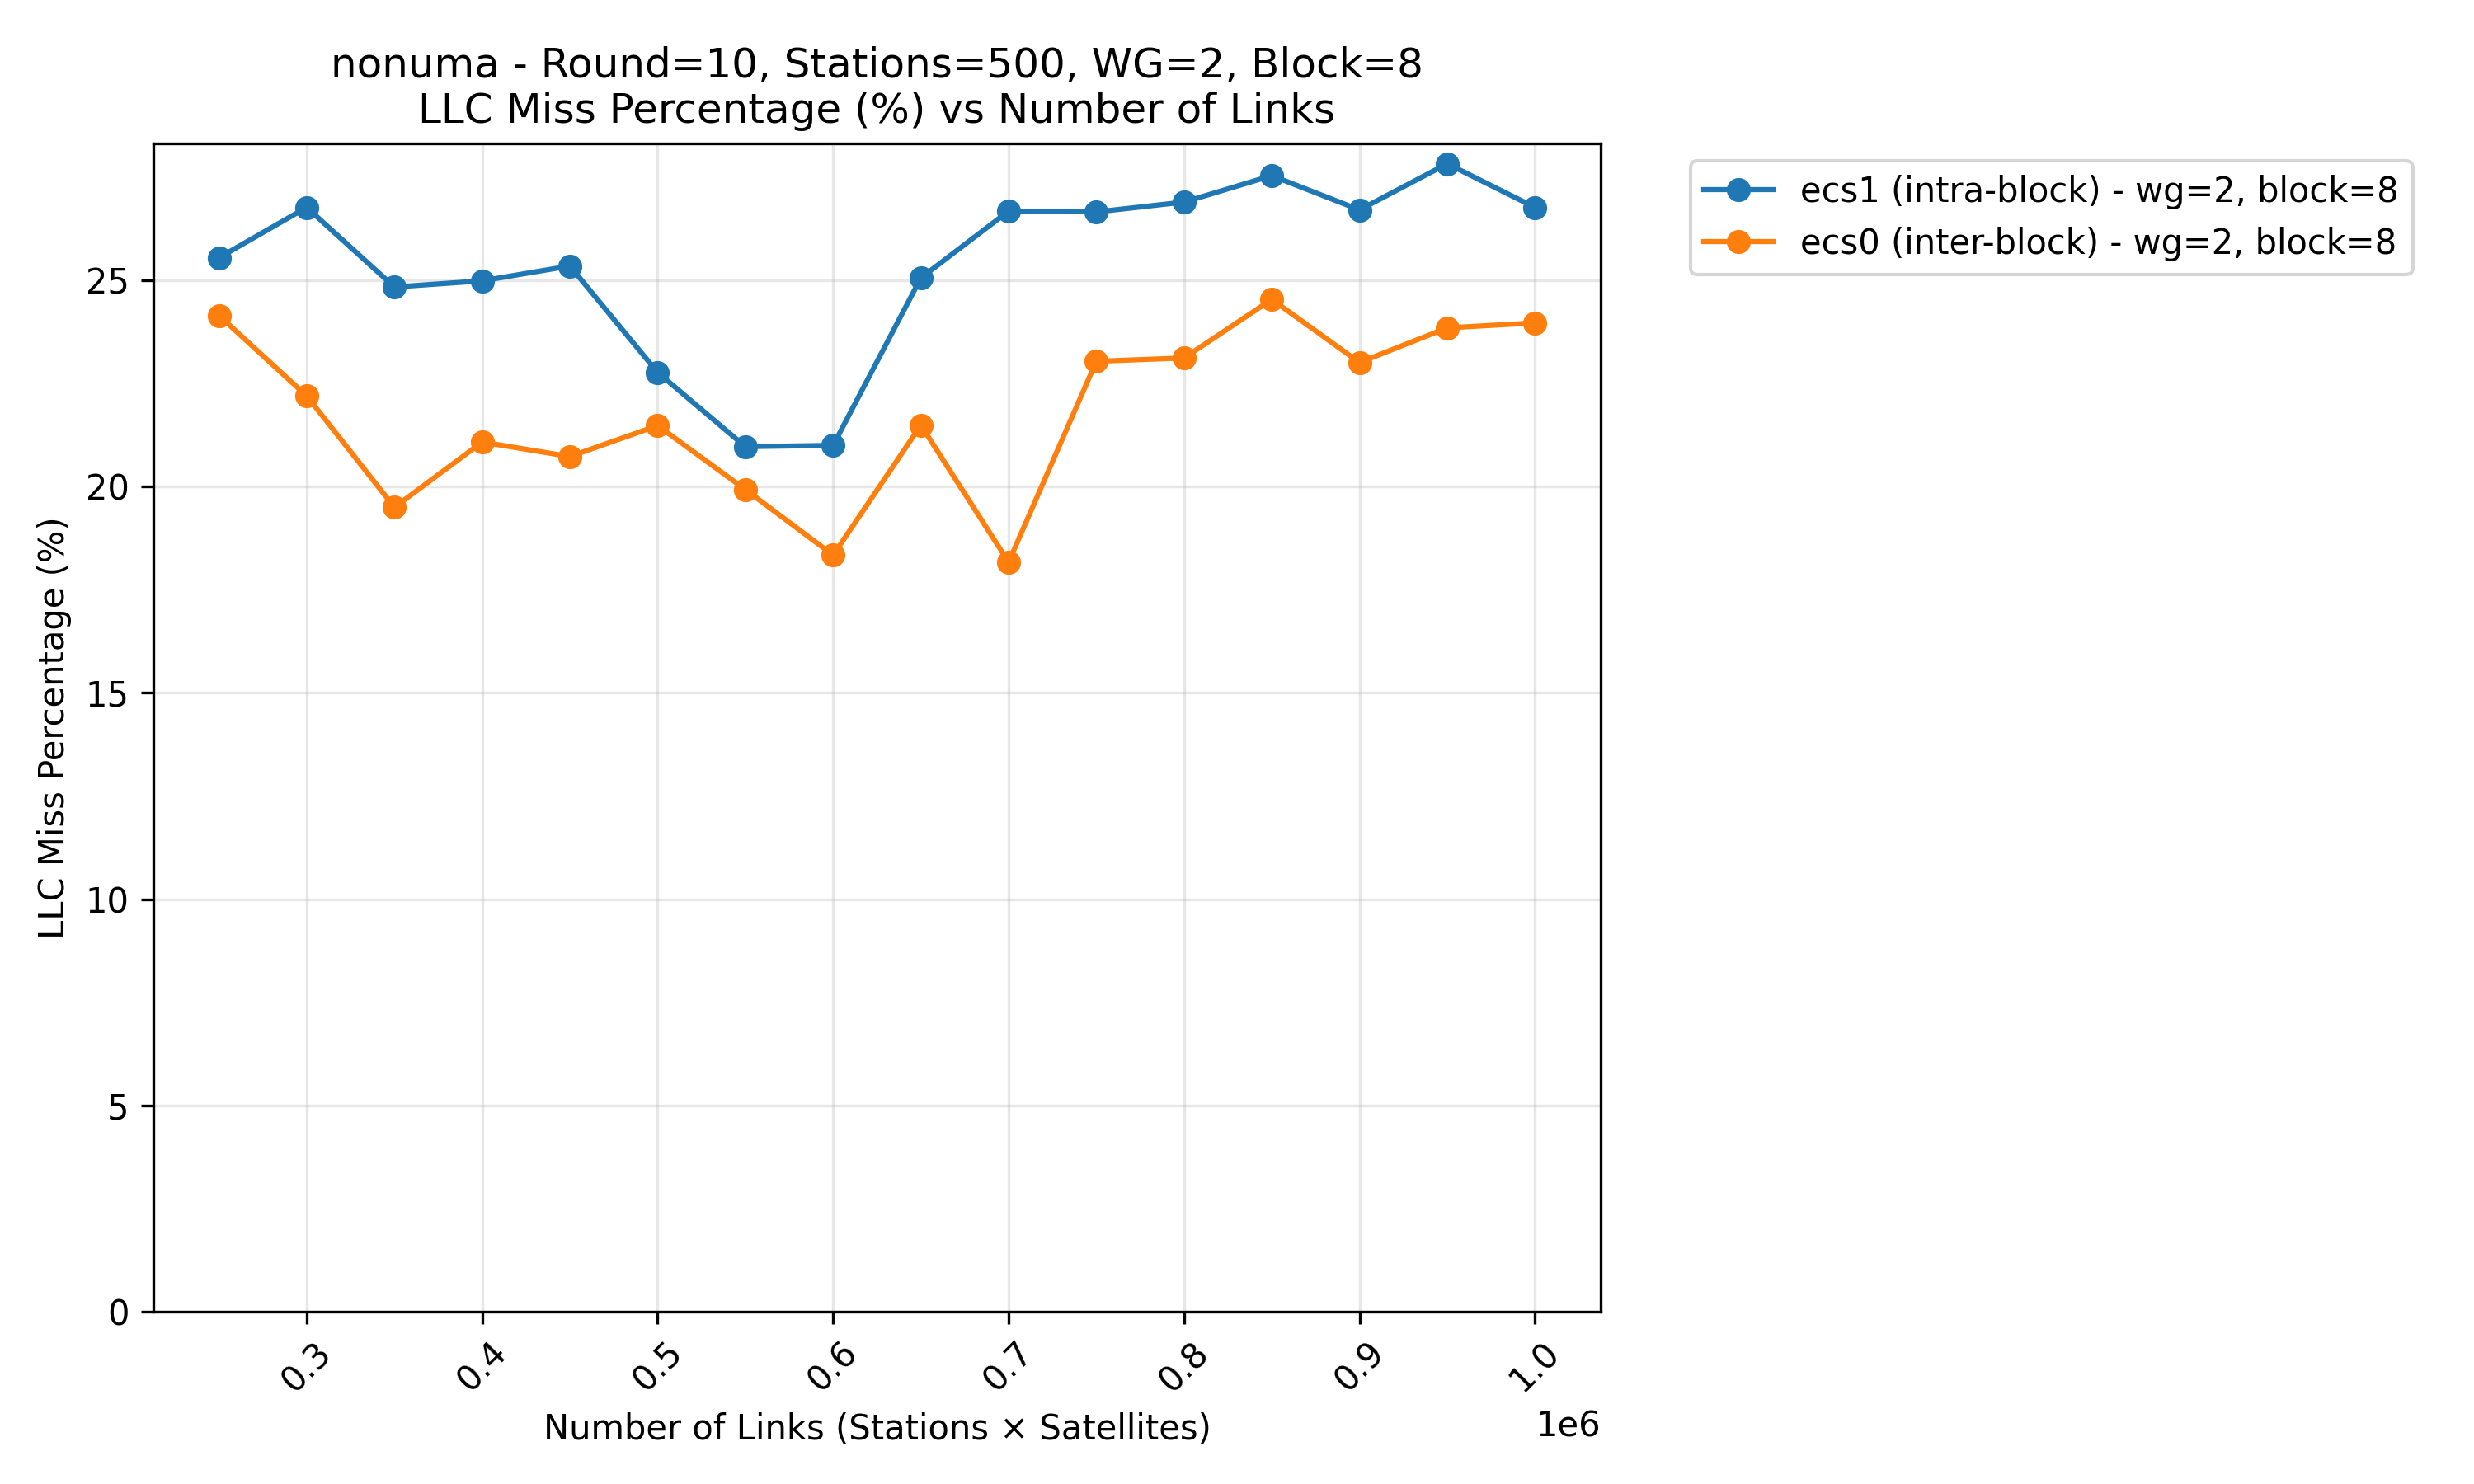 nonuma - Round=10, Stations=500, WG=2, Block=8
LLC Miss Percentage (%) vs Number of Links
ecs1 (intra-block) - wg=2, block=8
ecs0 (inter-block) - wg=2, block=8
LLC Miss Percentage (%)
25
20
15
10
5
0
0.3
0.4
0.5
0.6
0.7
0.8
0.9
1.0
1e6
Number of Links (Stations × Satellites)